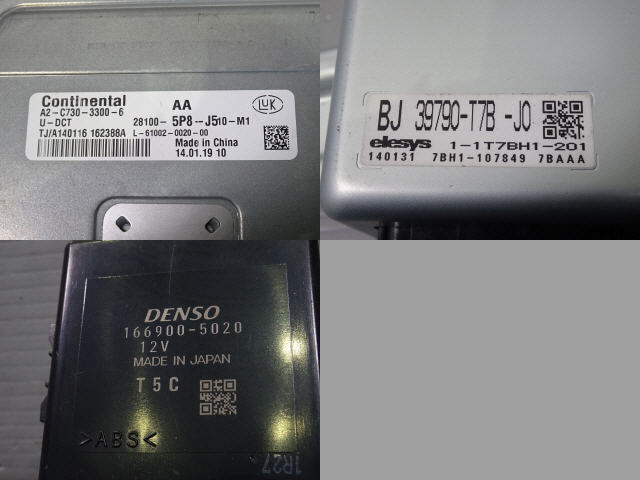 Continental
A2-C730-3300-6
U-DCT
TJ/A140116 162388A
AA
28100-5P8--J510-M1
L-61002-0020-00
Made in China
14.01.19 10
LUK
BJ 39790-T7B -J0
elesys 1-1T7BH1-201
140131 7BH1-107849 7BAAA
DENSO
166900-5020
12V
MADE IN JAPAN
T5C
>ABS<
1R27